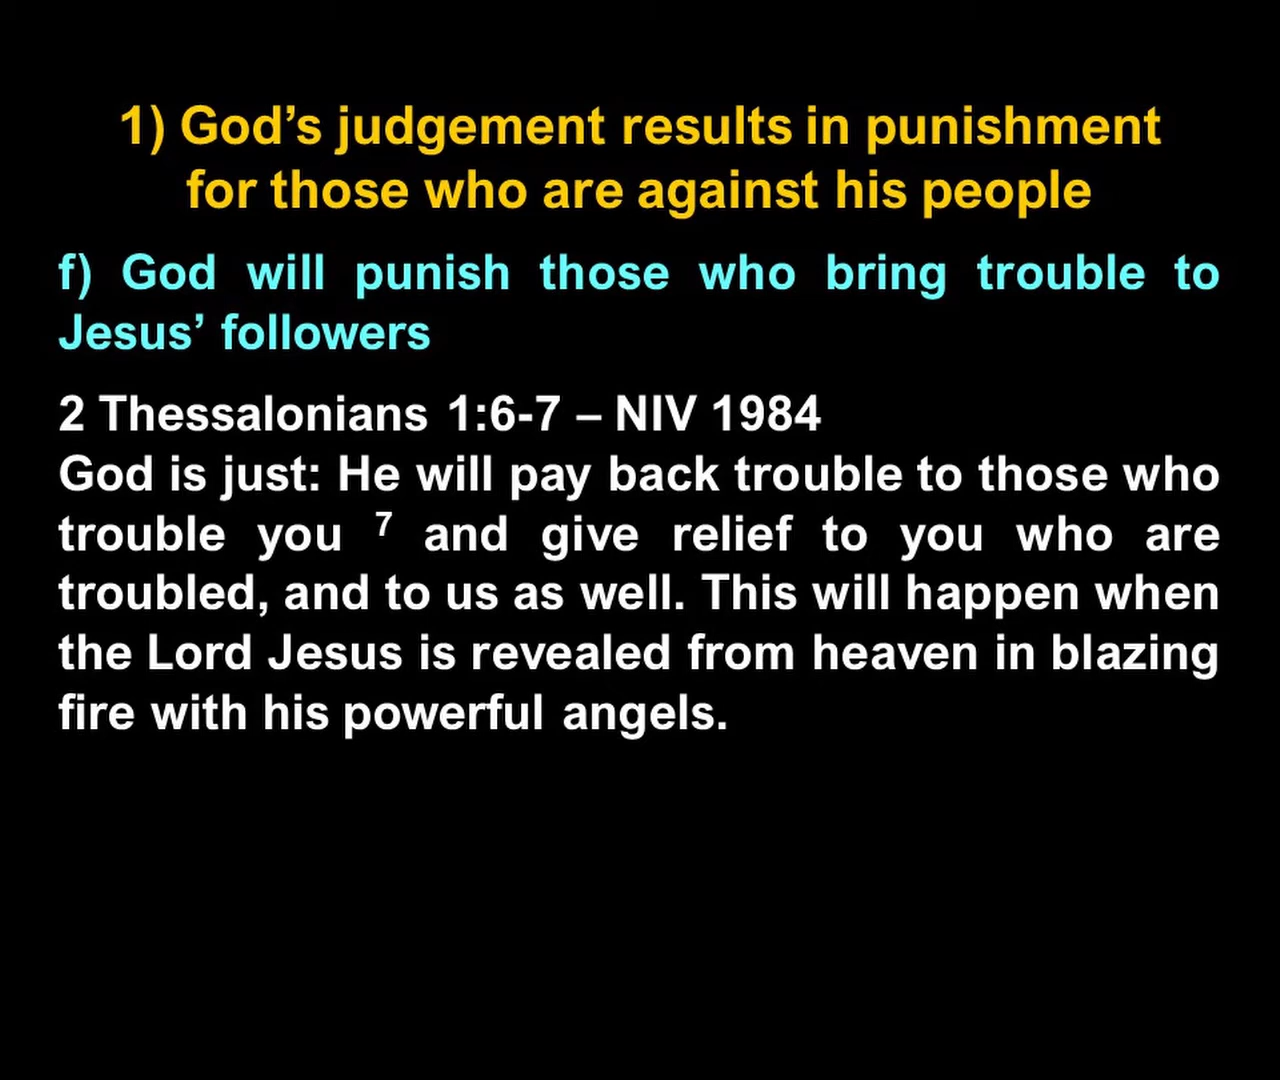 1) God’s judgement results in punishment
for those who are against his people
f) God will punish those who bring trouble to
Jesus’ followers
2 Thessalonians 1:6-7 – NIV 1984
God is just: He will pay back trouble to those who
trouble you 7 and give relief to you who are
troubled, and to us as well. This will happen when
the Lord Jesus is revealed from heaven in blazing
fire with his powerful angels.